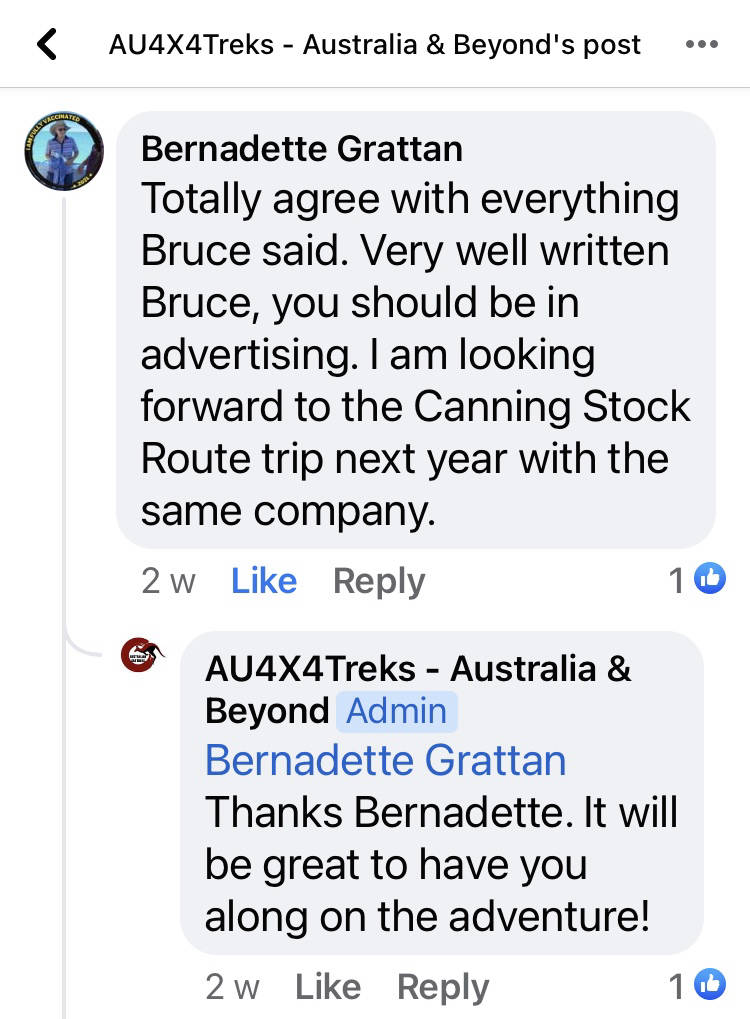 AU4X4Treks - Australia & Beyond's post
I AM FULLY VACCINATED
2021
Bernadette Grattan
Totally agree with everything
Bruce said. Very well written
Bruce, you should be in
advertising. I am looking
forward to the Canning Stock
Route trip next year with the
same company.
2 w Like Reply 1
AU4X4Treks - Australia &
Beyond Admin
Bernadette Grattan
Thanks Bernadette. It will
be great to have you
along on the adventure!
2 w Like Reply 1